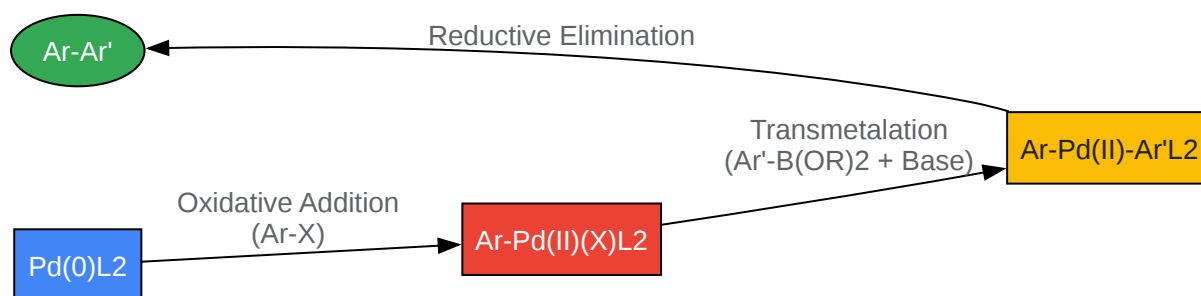 Ar-Ar'
Reductive Elimination
Transmetalation
(Ar'-B(OR)2 + Base)
Ar-Pd(II)-Ar'L2
Oxidative Addition
(Ar-X)
Ar-Pd(II)(X)L2
Pd(0)L2